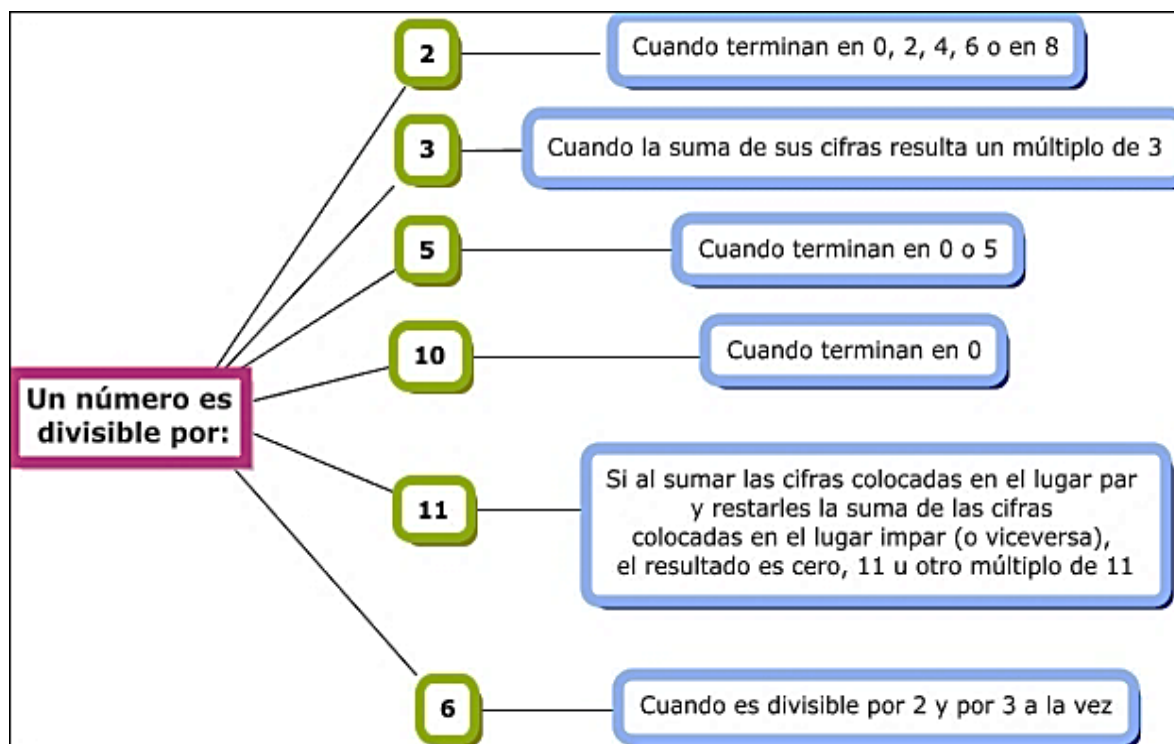 2
Cuando terminan en 0, 2, 4, 6 o en 8
3
Cuando la suma de sus cifras resulta un múltiplo de 3
5
Cuando terminan en 0 o 5
10
Cuando terminan en 0
Un número es
divisible por:
11
Si al sumar las cifras colocadas en el lugar par
y restarles la suma de las cifras
colocadas en el lugar impar (o viceversa),
el resultado es cero, 11 u otro múltiplo de 11
6
Cuando es divisible por 2 y por 3 a la vez